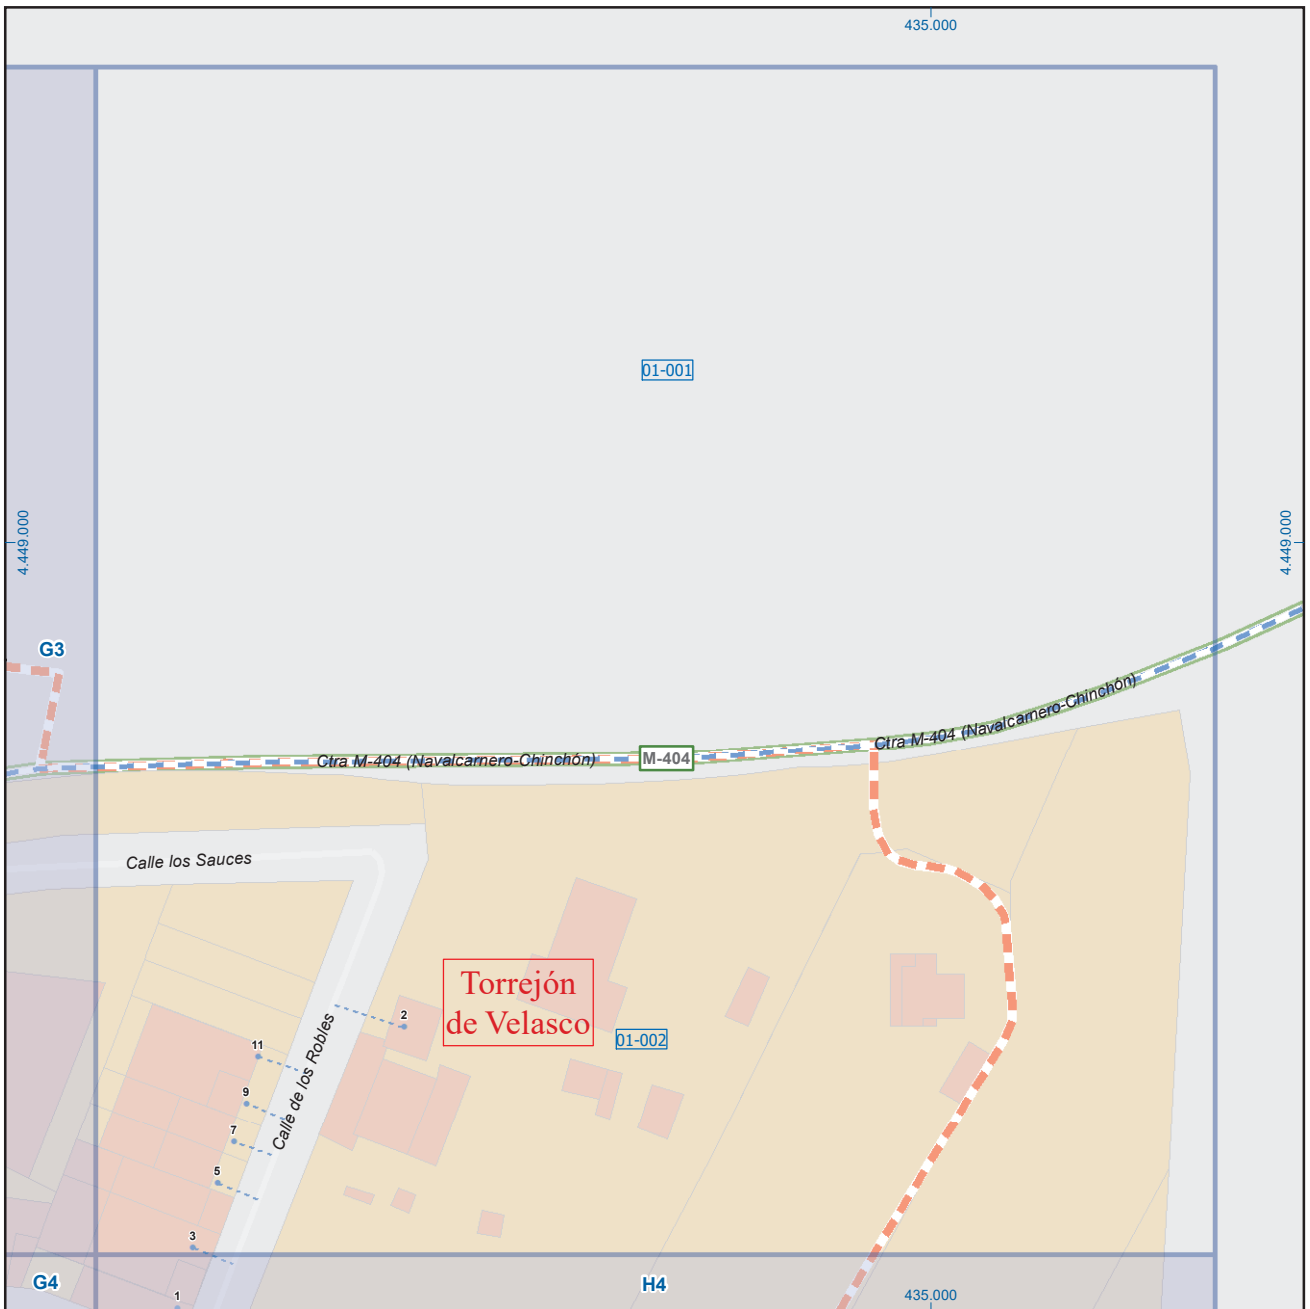 435.000
01-001
4.449.000
4.449.000
G3
Ctra M-404 (Navalcarnero-Chinchón)
M-404
Ctra M-404 (Navalcarnero-Chinchón)
Calle los Sauces
Torrejón
de Velasco
2
01-002
11
Calle de los Robles
9
7
5
3
G4
H4
1
435.000